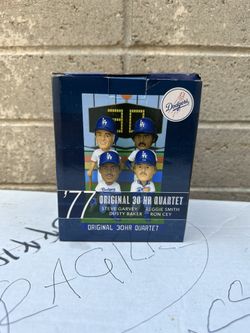 Dodgers
30
'77 ORIGINAL 30 HR QUARTET
STEVE GARVEY REGGIE SMITH
DUSTY BAKER RON CEY
ORIGINAL 30HR QUARTET